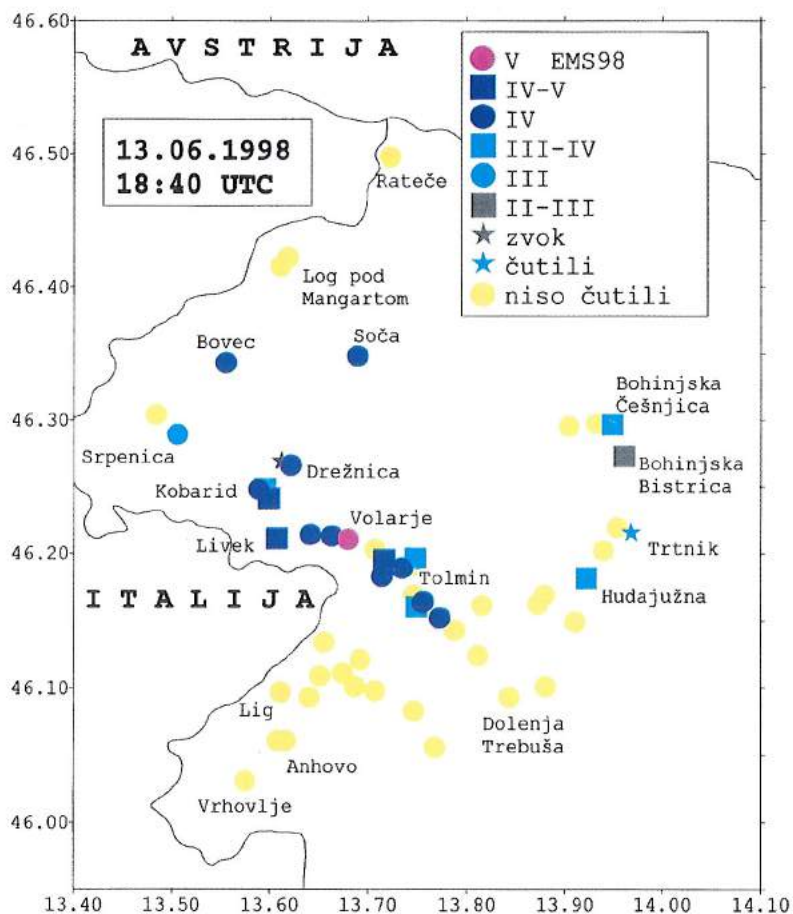 46.60
A V S T R I J A
V EMS98
IV-V
IV
III-IV
III
II-III
zvok
čutili
niso čutili
13.06.1998
18:40 UTC
46.50
Rateče
46.40
Log pod
Mangartom
Bovec
Soča
Bohinjska
Češnjica
46.30
Srpenica
Drežnica
Bohinjska
Bistrica
Kobarid
Volarje
Livek
46.20
Trtnik
Tolmin
I T A L I J A
Hudajužna
46.10
Lig
Dolenja
Trebuša
Anhovo
Vrhovlje
46.00
13.40 13.50 13.60 13.70 13.80 13.90 14.00 14.10